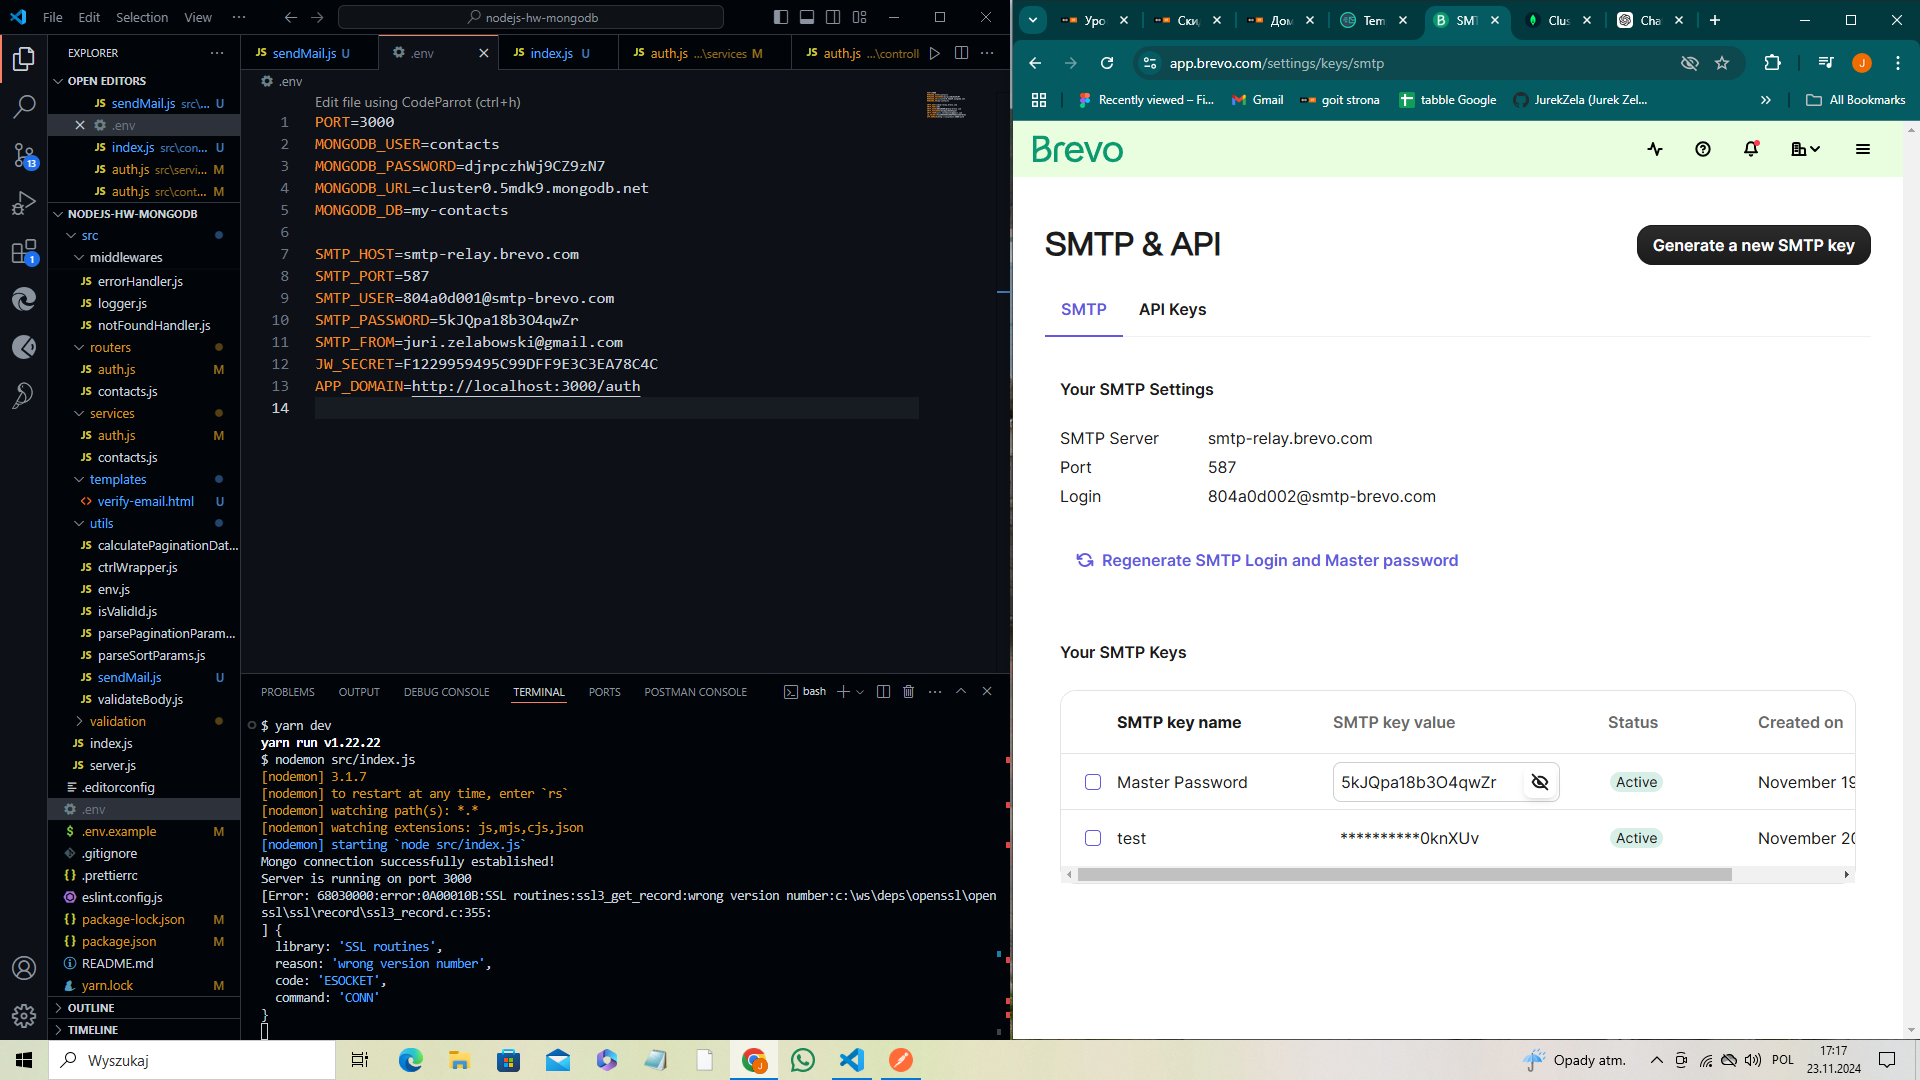 File Edit Selection View ···
nodejs-hw-mongodb
EXPLORER
OPEN EDITORS
JS sendMail.js src\... U
.env
JS index.js src\con... U
JS auth.js src\servi... M
JS auth.js src\cont... M
NODEJS-HW-MONGODB
src
middlewares
JS errorHandler.js
JS logger.js
JS notFoundHandler.js
routers
JS auth.js M
JS contacts.js
services
JS auth.js M
JS contacts.js
templates
verify-email.html U
utils
JS calculatePaginationDat...
JS ctrlWrapper.js
JS env.js
JS isValidId.js
JS parsePaginationParam...
JS parseSortParams.js
JS sendMail.js U
JS validateBody.js
validation
JS index.js
JS server.js
.editorconfig
.env
$ .env.example M
.gitignore
{} .prettierrc
eslint.config.js
{} package-lock.json M
{} package.json M
README.md
yarn.lock M
OUTLINE
TIMELINE
13
1
JS sendMail.js U
.env
JS index.js U
JS auth.js ...\services M
JS auth.js ...\controll
.env
Edit file using CodeParrot (ctrl+h)
1 PORT=3000
2 MONGODB_USER=contacts
3 MONGODB_PASSWORD=djrpczhWj9CZ9zN7
4 MONGODB_URL=cluster0.5mdk9.mongodb.net
5 MONGODB_DB=my-contacts
6
7 SMTP_HOST=smtp-relay.brevo.com
8 SMTP_PORT=587
9 SMTP_USER=804a0d001@smtp-brevo.com
10 SMTP_PASSWORD=5kJQpa18b3O4qwZr
11 SMTP_FROM=juri.zelabowski@gmail.com
12 JW_SECRET=F1229959495C99DFF9E3C3EA78C4C
13 APP_DOMAIN=http://localhost:3000/auth
14
PROBLEMS OUTPUT DEBUG CONSOLE TERMINAL PORTS POSTMAN CONSOLE bash
$ yarn dev
yarn run v1.22.22
$ nodemon src/index.js
[nodemon] 3.1.7
[nodemon] to restart at any time, enter `rs`
[nodemon] watching path(s): *.*
[nodemon] watching extensions: js,mjs,cjs,json
[nodemon] starting `node src/index.js`
Mongo connection successfully established!
Server is running on port 3000
[Error: 68030000:error:0A00010B:SSL routines:ssl3_get_record:wrong version number:c:\ws\deps\openssl\open
ssl\ssl\record\ssl3_record.c:355:
] {
library: 'SSL routines',
reason: 'wrong version number',
code: 'ESOCKET',
command: 'CONN'
}
Уро
Ски
Дом
Tem
SMT
Clus
Cha
app.brevo.com/settings/keys/smtp
J
Recently viewed – Fi...
Gmail
goit strona
tabble Google
JurekZela (Jurek Zel...
All Bookmarks
Brevo
SMTP & API
Generate a new SMTP key
SMTP API Keys
Your SMTP Settings
SMTP Server smtp-relay.brevo.com
Port 587
Login 804a0d002@smtp-brevo.com
Regenerate SMTP Login and Master password
Your SMTP Keys
SMTP key name SMTP key value Status Created on
Master Password 5kJQpa18b3O4qwZr Active November 19
test **********0knXUv Active November 20
Wyszukaj
Opady atm.
POL
17:17
23.11.2024